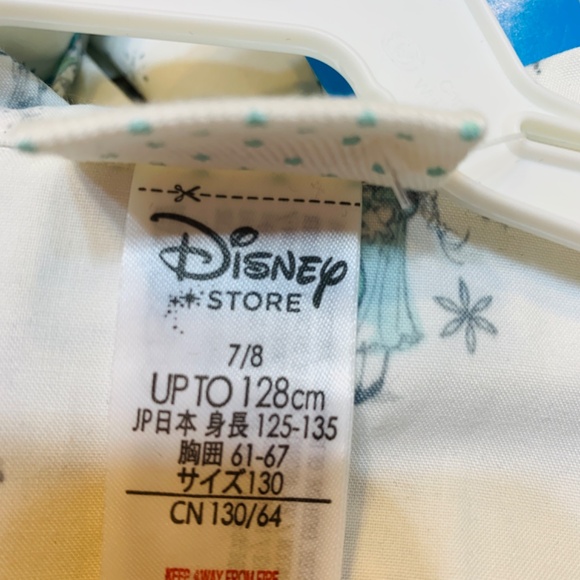 Disney
STORE
7/8
UP TO 128cm
JP日本 身長 125-135
胸囲 61-67
サイズ130
CN 130/64
KEEP AWAY FROM FIRE